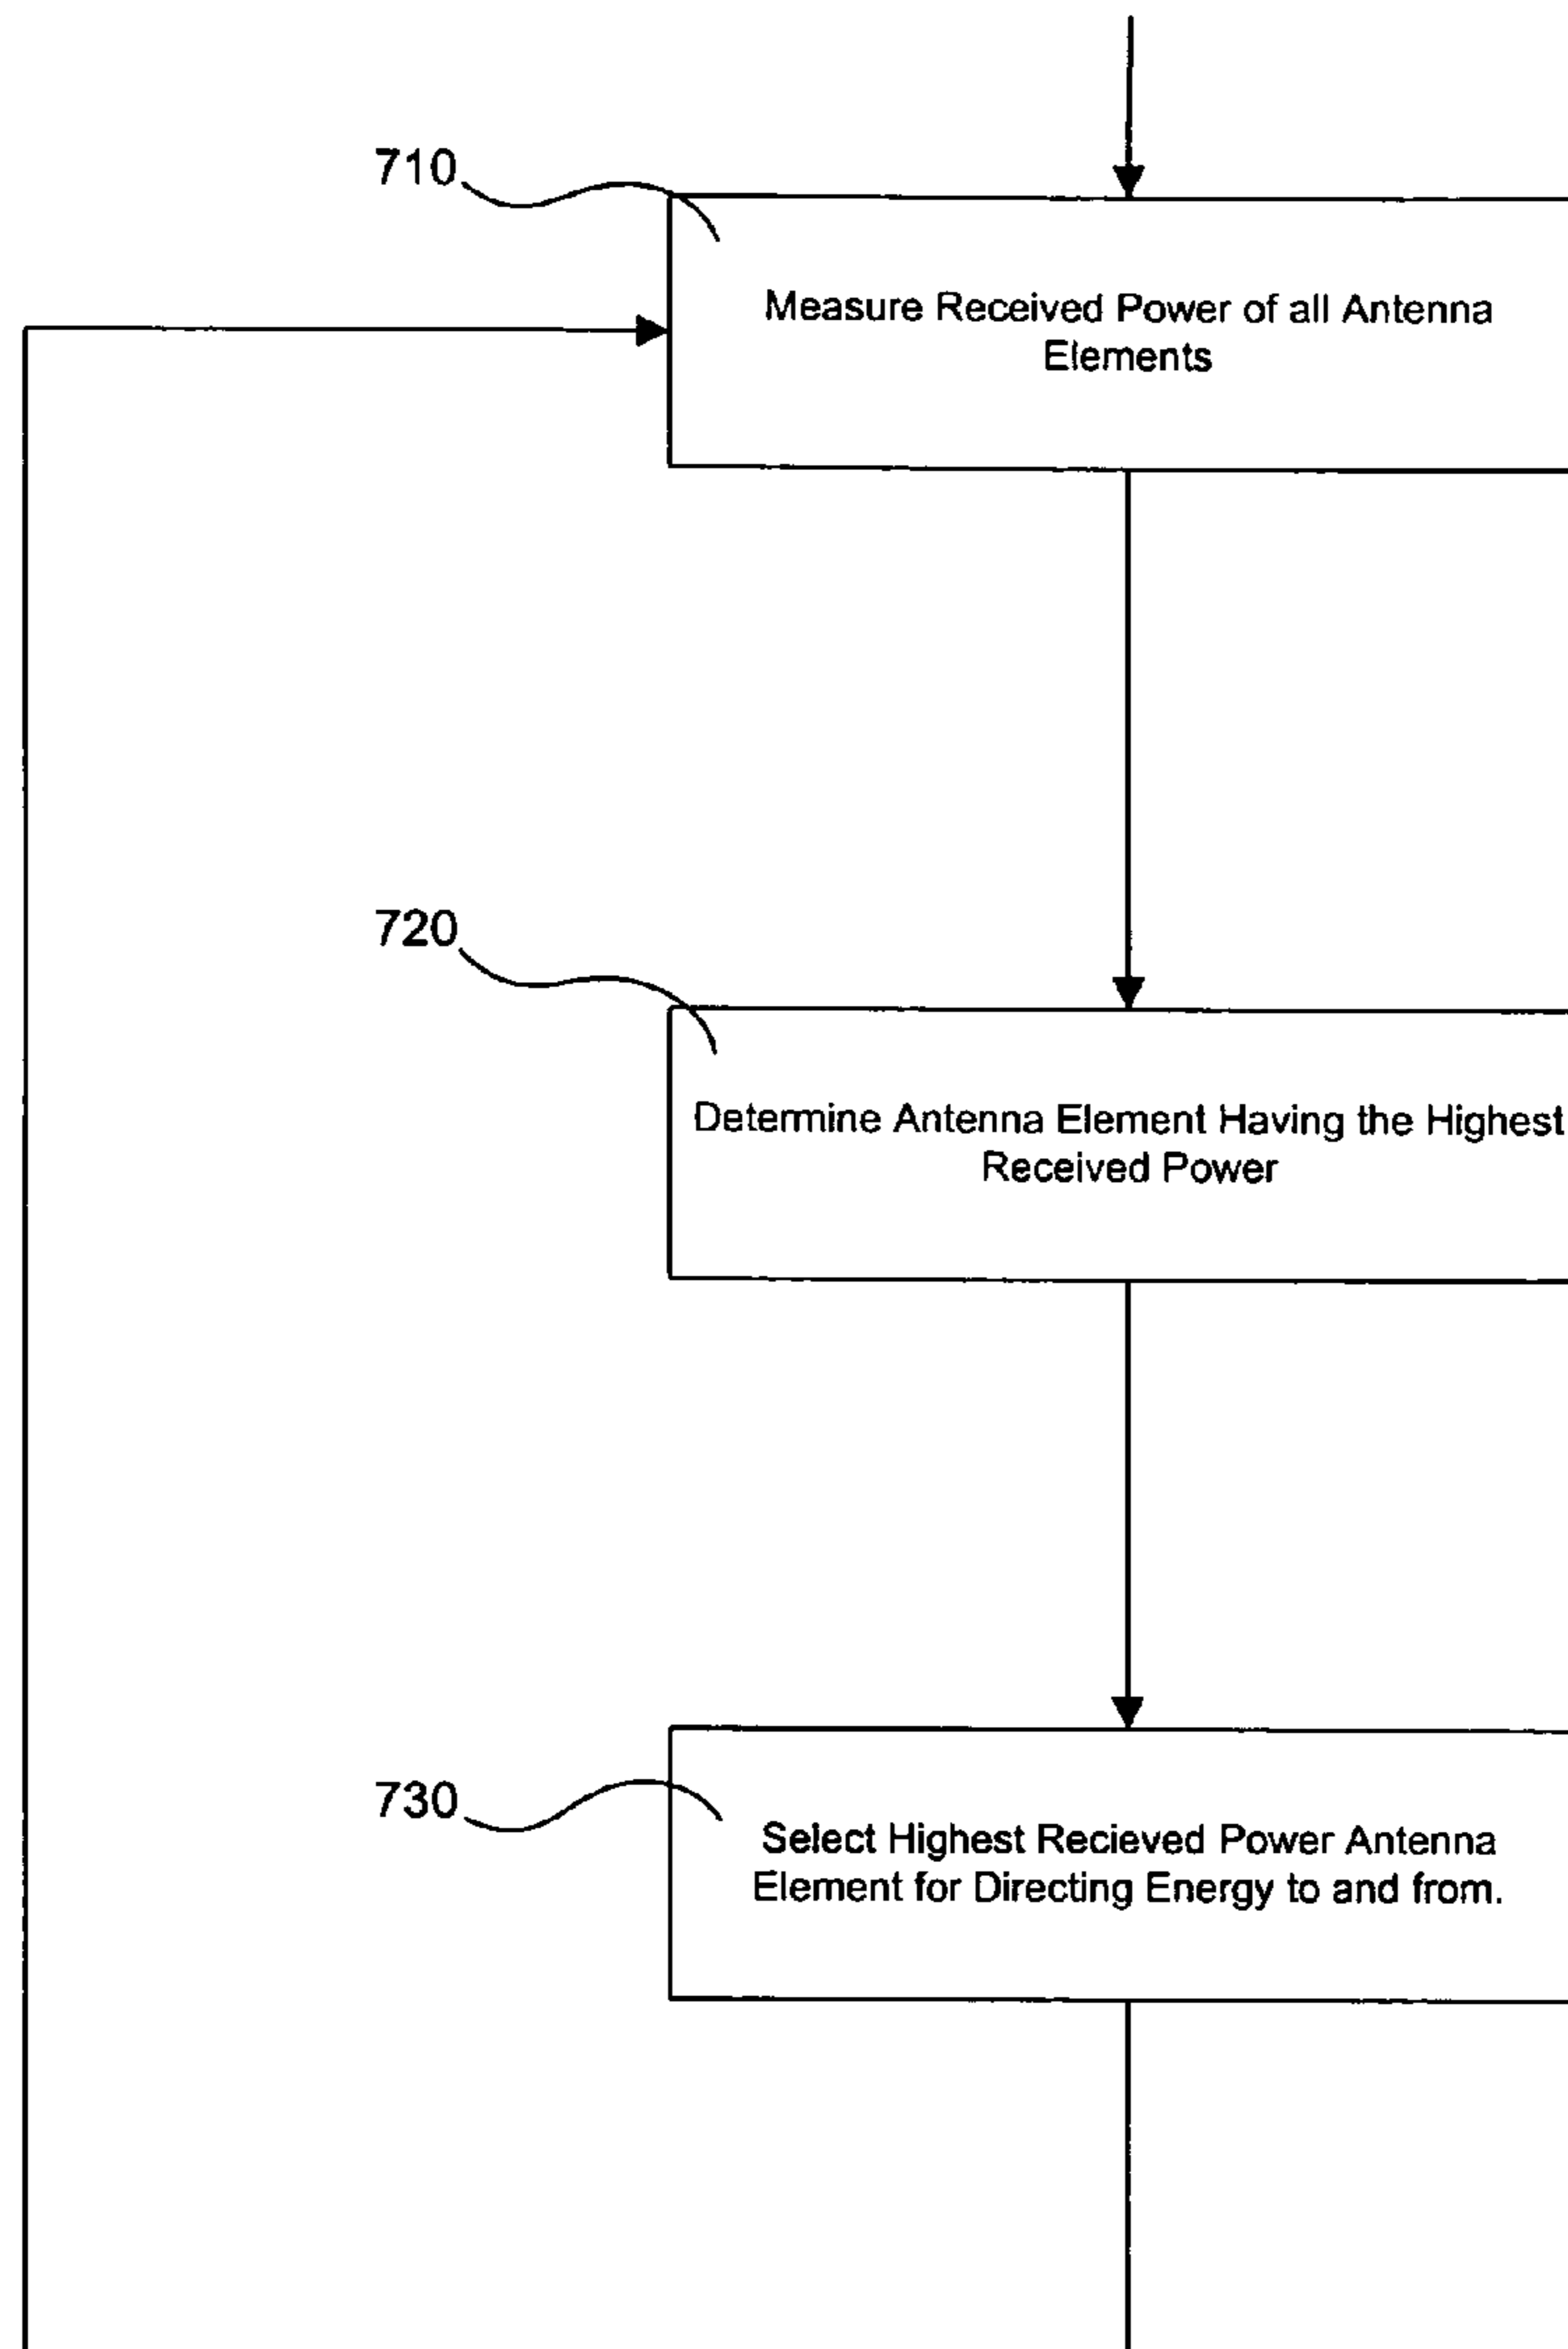 710
Measure Received Power of all Antenna
Elements
720
Determine Antenna Element Having the Highest
Received Power
730
Select Highest Recieved Power Antenna
Element for Directing Energy to and from.